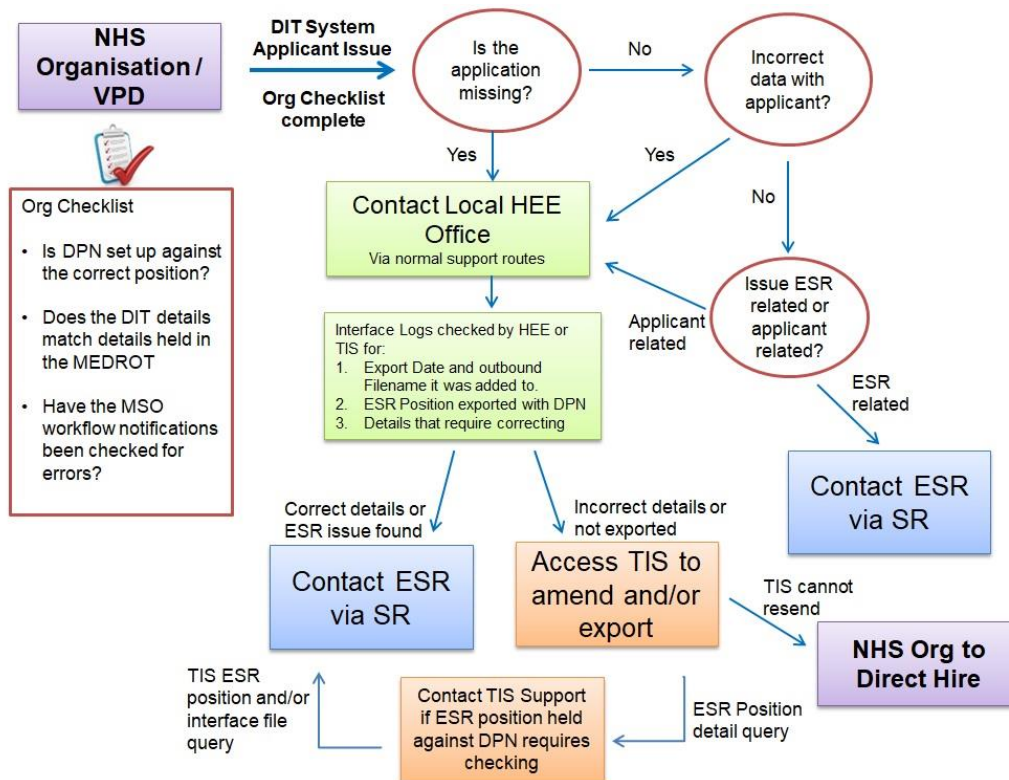 NHS
Organisation /
VPD
DIT System
Applicant Issue
Org Checklist
complete
Is the
application
missing?
No
Incorrect
data with
applicant?
Yes
Yes
No
Org Checklist
• Is DPN set up against
the correct position?
• Does the DIT details
match details held in
the MEDROT
• Have the MSO
workflow notifications
been checked for
errors?
Contact Local HEE
Office
Via normal support routes
Issue ESR
related or
applicant
related?
Applicant
related
ESR
related
Interface Logs checked by HEE or
TIS for:
1. Export Date and outbound
Filename it was added to.
2. ESR Position exported with DPN
3. Details that require correcting
Contact ESR
via SR
Correct details or
ESR issue found
Incorrect details or
not exported
Contact ESR
via SR
Access TIS to
amend and/or
export
TIS cannot
resend
NHS Org to
Direct Hire
TIS ESR
position and/or
interface file
query
Contact TIS Support
if ESR position held
against DPN requires
checking
ESR Position
detail query